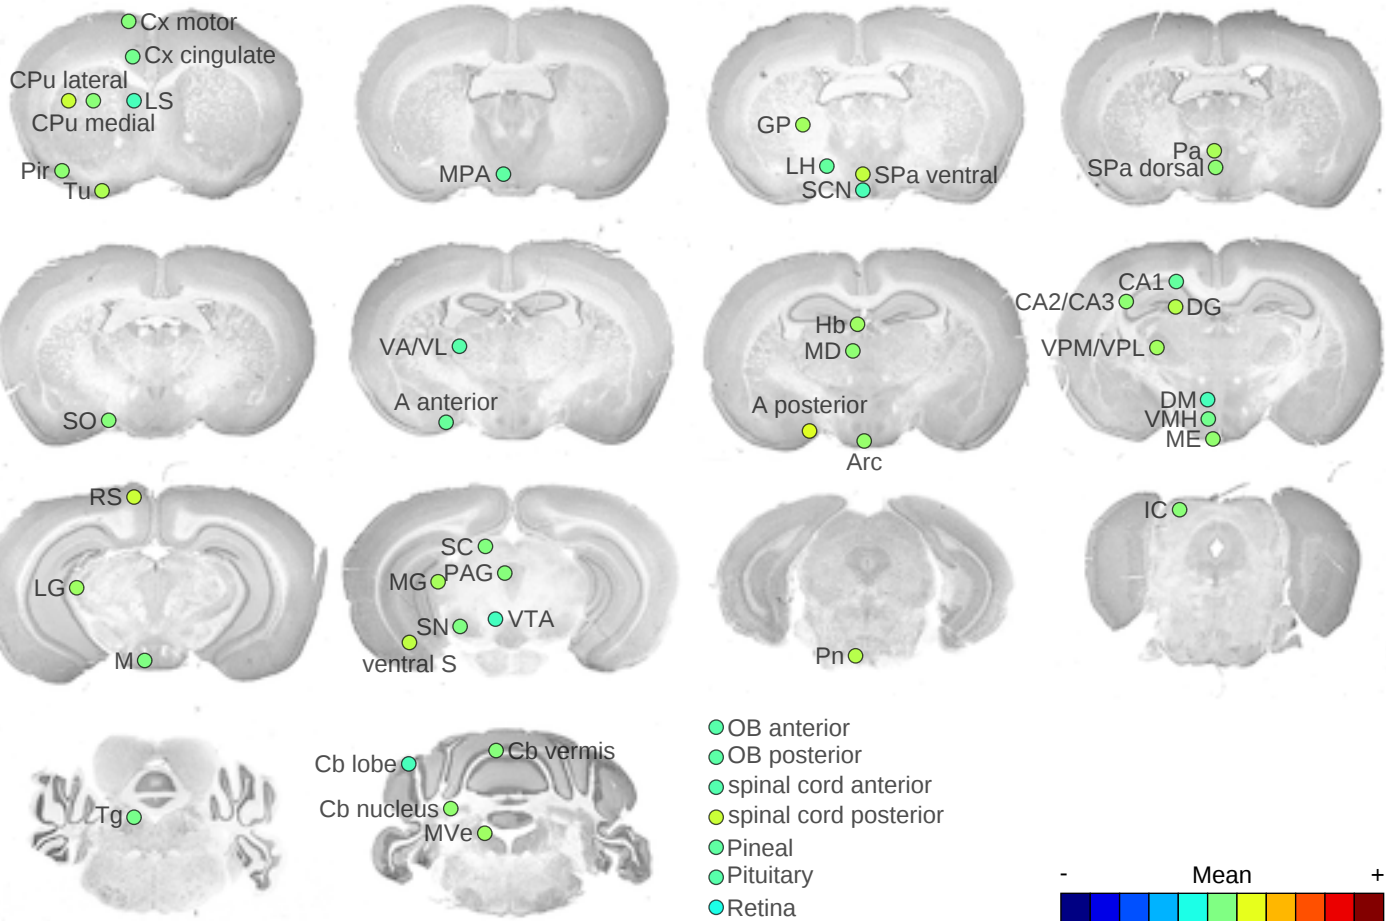 Cx motor
Cx cingulate
CPu lateral
LS
CPu medial
Pir
Tu
MPA
GP
LH
SPa ventral
SCN
Pa
SPa dorsal
SO
VA/VL
A anterior
Hb
MD
A posterior
Arc
CA1
CA2/CA3
DG
VPM/VPL
DM
VMH
ME
RS
LG
M
SC
MG
PAG
SN
VTA
ventral S
Pn
IC
Tg
Cb lobe
Cb vermis
Cb nucleus
MVe
OB anterior
OB posterior
spinal cord anterior
spinal cord posterior
Pineal
Pituitary
Retina
- Mean +